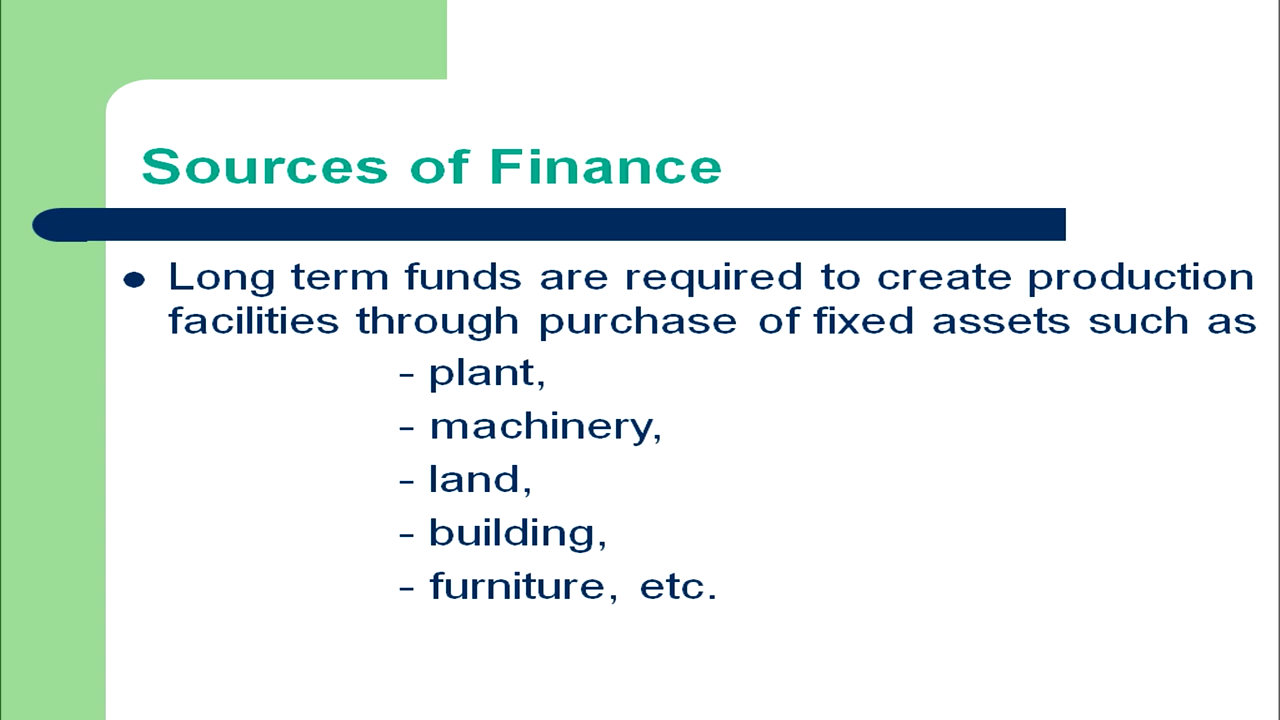 Sources of Finance
● Long term funds are required to create production
facilities through purchase of fixed assets such as
- plant,
- machinery,
- land,
- building,
- furniture, etc.